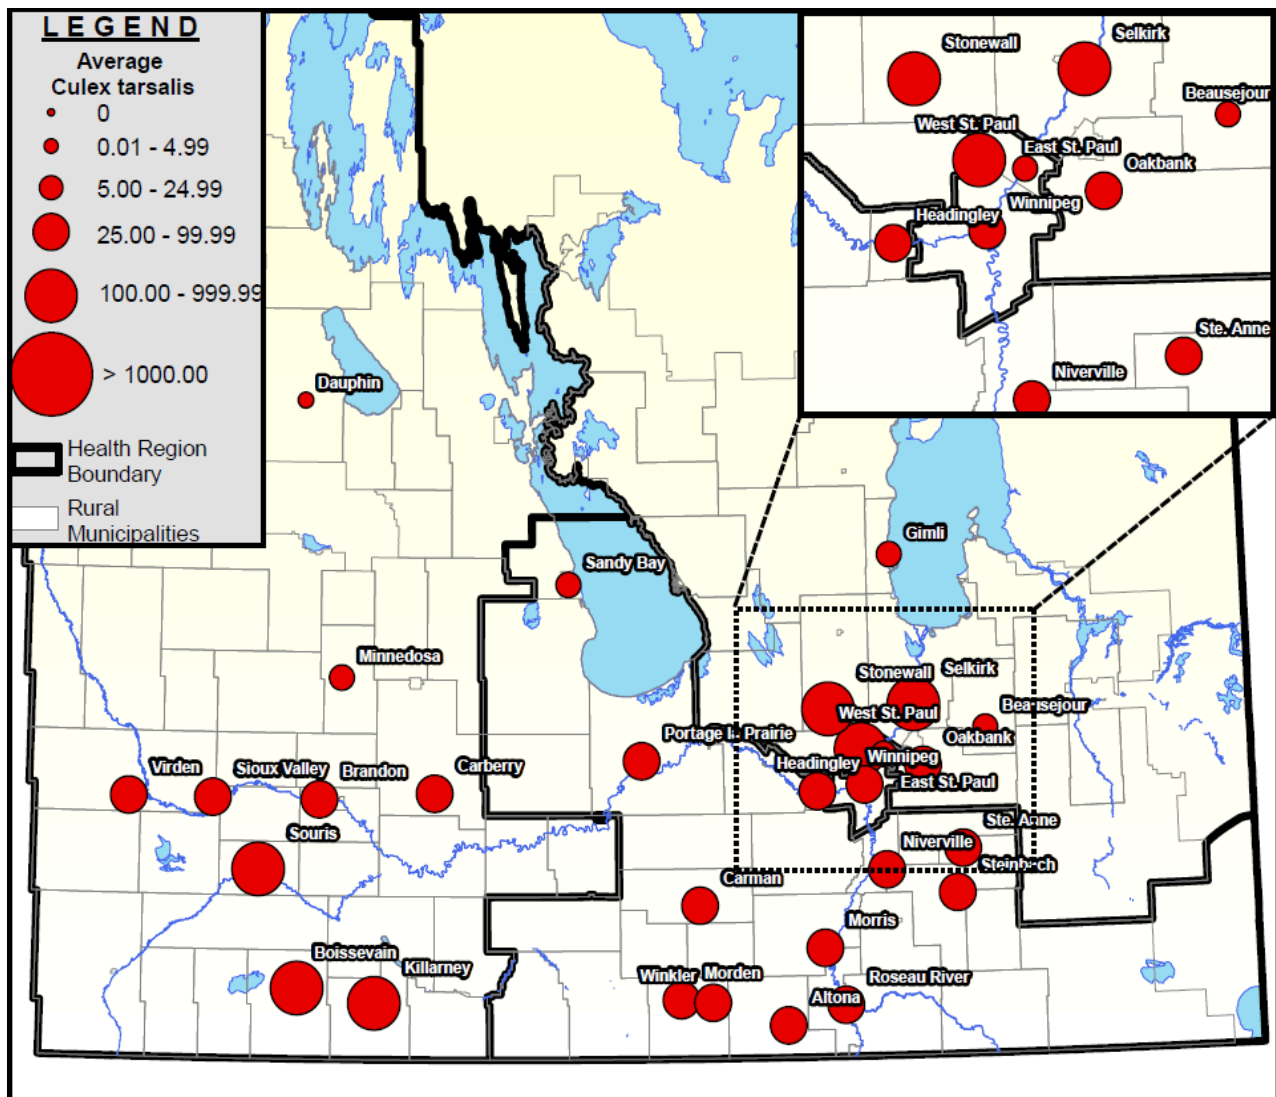 LEGEND
Average
Culex tarsalis
0
0.01 - 4.99
5.00 - 24.99
25.00 - 99.99
100.00 - 999.99
> 1000.00
Health Region
Boundary
Rural
Municipalities
Stonewall
Selkirk
Beausejour
West St. Paul
East St. Paul
Oakbank
Headingley
Winnipeg
Ste. Anne
Niverville
Dauphin
Gimli
Sandy Bay
Minnedosa
Stonewall
Selkirk
Beausejour
West St. Paul
Portage la Prairie
Oakbank
Headingley
Winnipeg
East St. Paul
Virden
Sioux Valley
Brandon
Carberry
Souris
Ste. Anne
Niverville
Steinbach
Carman
Morris
Boissevain
Killarney
Winkler
Morden
Roseau River
Altona